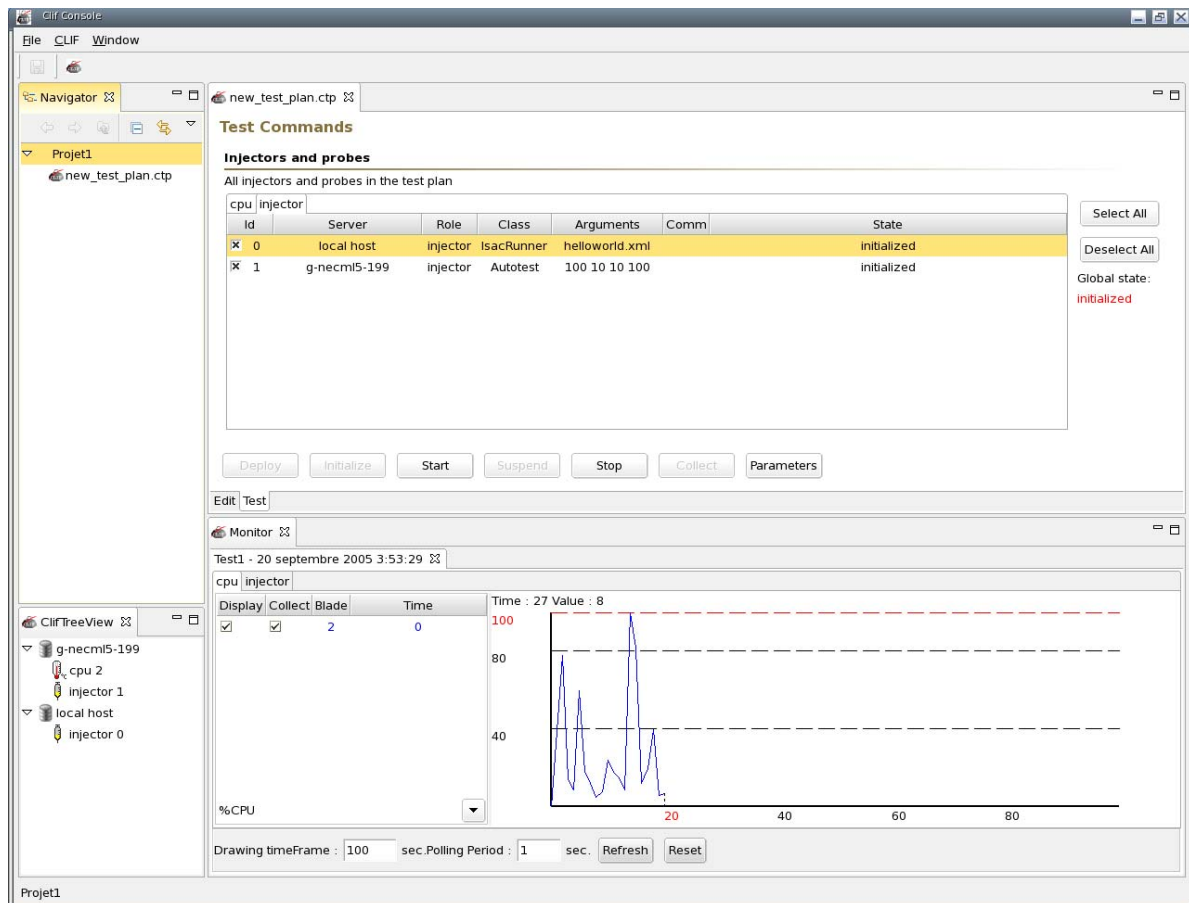 Clif Console
File CLIF Window
Navigator
Projet1
new_test_plan.ctp
new_test_plan.ctp
Test Commands
Injectors and probes
All injectors and probes in the test plan
cpu injector
Id Server Role Class Arguments Comm State
0 local host injector IsacRunner helloworld.xml initialized
1 g-necml5-199 injector Autotest 100 10 10 100 initialized
Select All
Deselect All
Global state:
initialized
Deploy Initialize Start Suspend Stop Collect Parameters
Edit Test
ClifTreeView
g-necml5-199
cpu 2
injector 1
local host
injector 0
Monitor
Test1 - 20 septembre 2005 3:53:29
cpu injector
Display Collect Blade Time
2 0
%CPU
Time : 27 Value : 8
100
80
40
20 40 60 80
Drawing timeFrame : 100 sec.Polling Period : 1 sec. Refresh Reset
Projet1